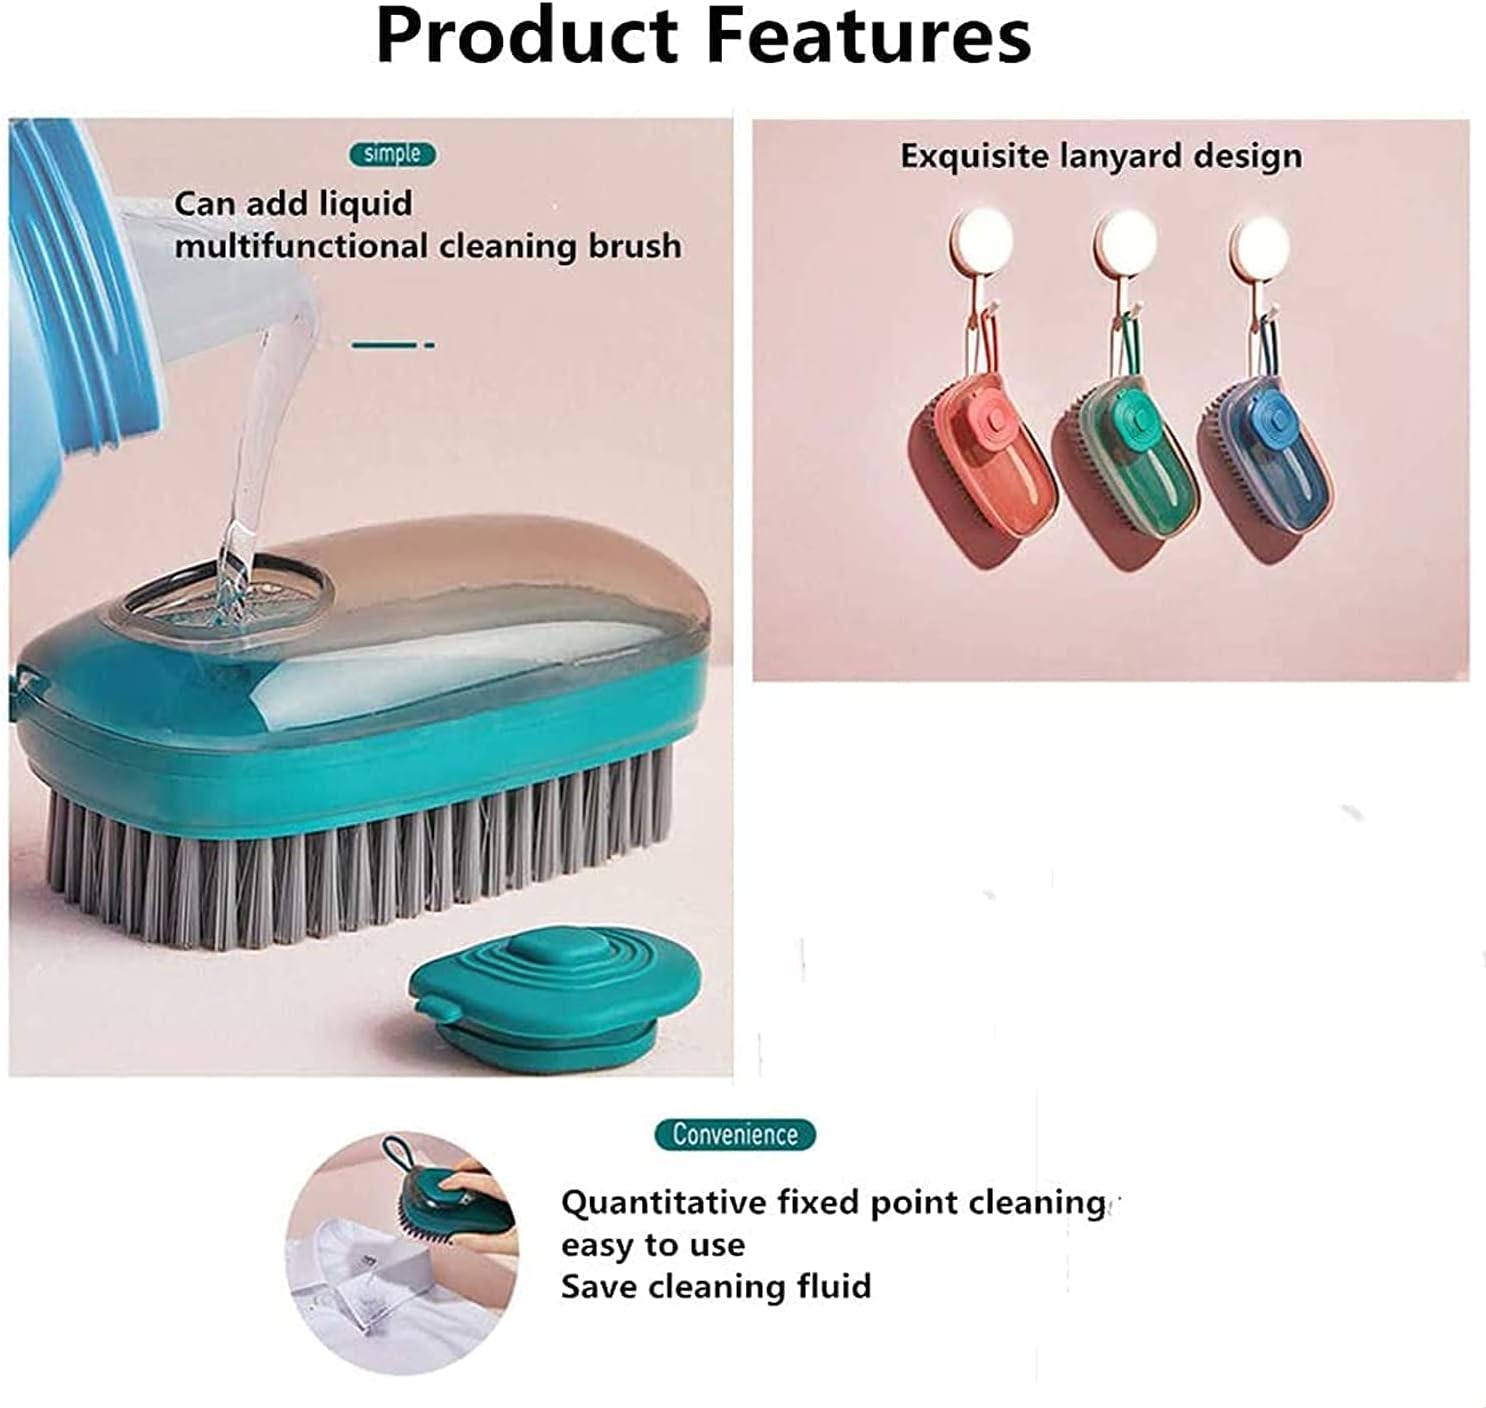 Product Features
simple
Can add liquid
multifunctional cleaning brush
Exquisite lanyard design
Convenience
Quantitative fixed point cleaning
easy to use
Save cleaning fluid